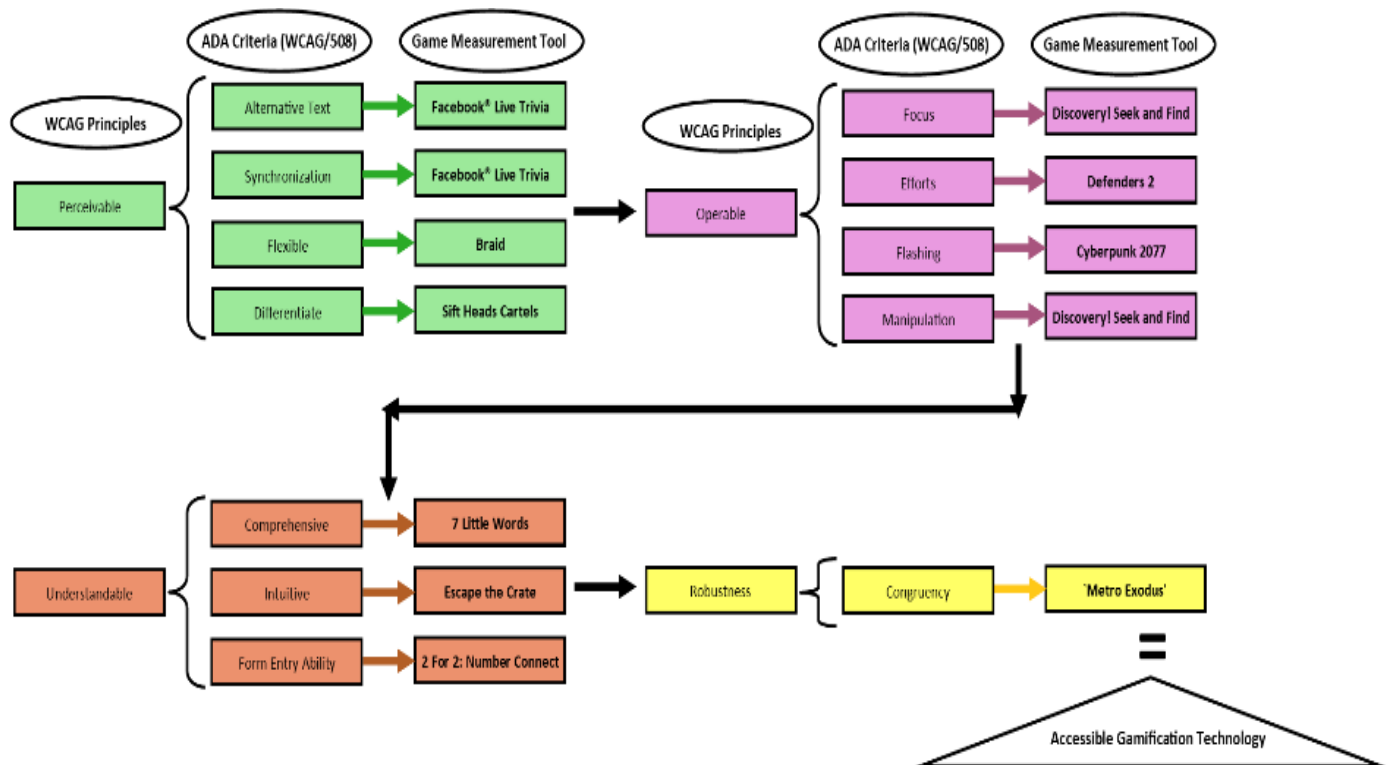 ADA Criteria (WCAG/508)
Game Measurement Tool
WCAG Principles
Perceivable
Alternative Text
Facebook® Live Trivia
Synchronization
Facebook® Live Trivia
Flexible
Braid
Differentiate
Sift Heads Cartels
ADA Criteria (WCAG/508)
Game Measurement Tool
WCAG Principles
Operable
Focus
Discovery! Seek and Find
Efforts
Defenders 2
Flashing
Cyberpunk 2077
Manipulation
Discovery! Seek and Find
Understandable
Comprehensive
7 Little Words
Intuitive
Escape the Crate
Form Entry Ability
2 For 2: Number Connect
Robustness
Congruency
'Metro Exodus'
=
Accessible Gamification Technology